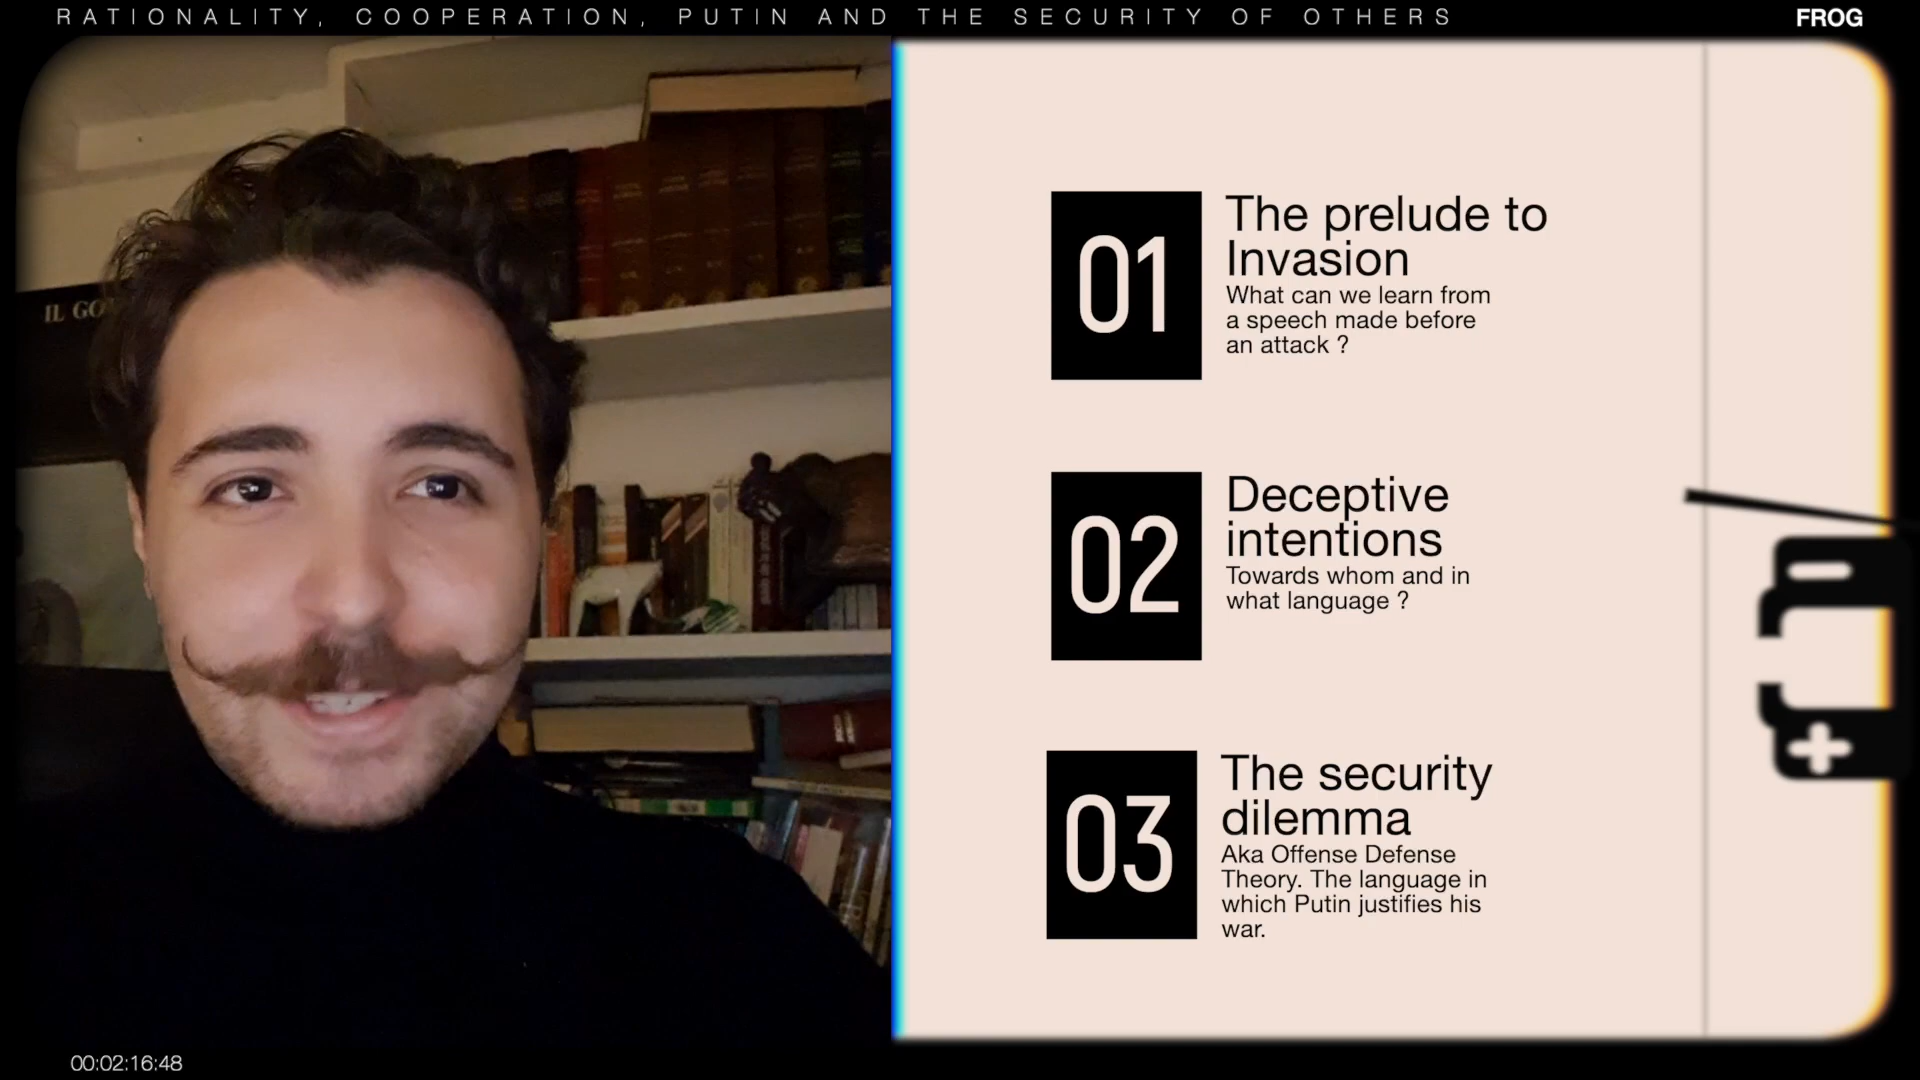 RATIONALITY, COOPERATION, PUTIN AND THE SECURITY OF OTHERS
FROG
IL GO
01
The prelude to
Invasion
What can we learn from
a speech made before
an attack ?
02
Deceptive
intentions
Towards whom and in
what language ?
03
The security
dilemma
Aka Offense Defense
Theory. The language in
which Putin justifies his
war.
00:02:16:48